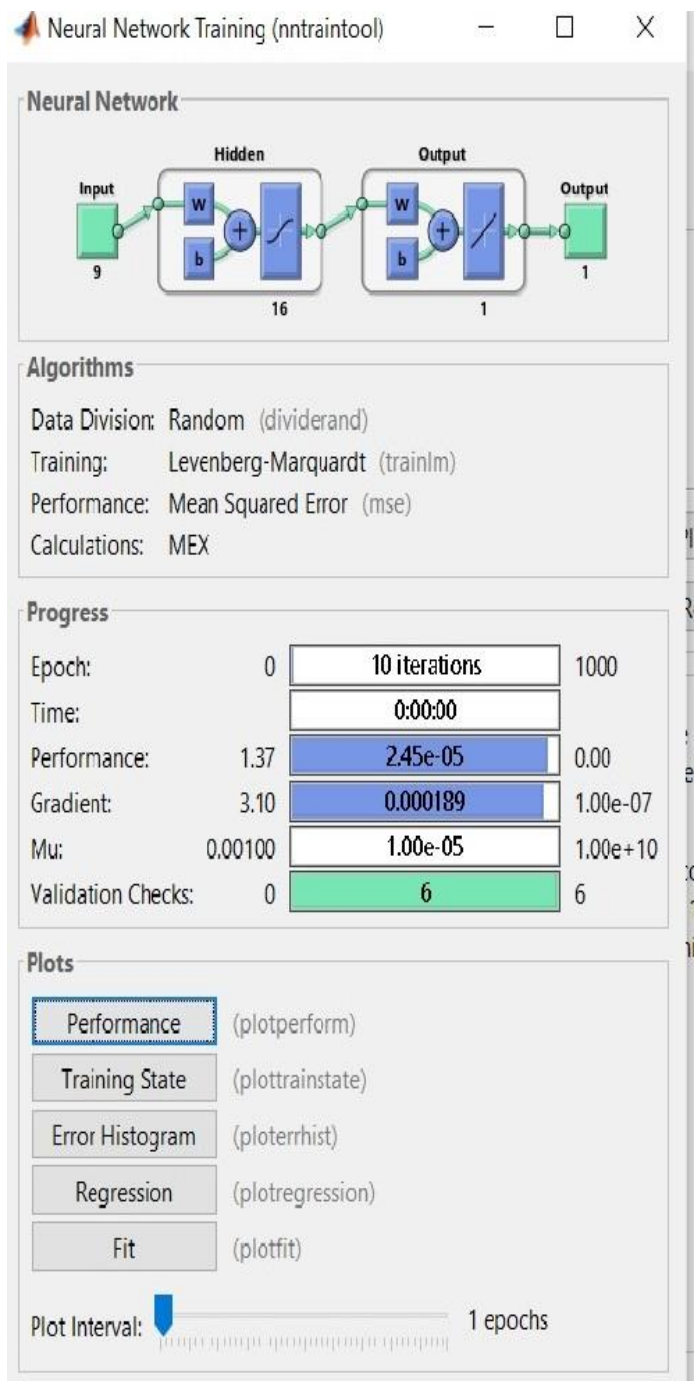 Neural Network Training (nntraintool)
Neural Network
Hidden
Output
Input
Output
W
b
+
W
b
+
9
16
1
1
Algorithms
Data Division: Random (dividerand)
Training: Levenberg-Marquardt (trainlm)
Performance: Mean Squared Error (mse)
Calculations: MEX
Progress
Epoch: 0 10 iterations 1000
Time: 0:00:00
Performance: 1.37 2.45e-05 0.00
Gradient: 3.10 0.000189 1.00e-07
Mu: 0.00100 1.00e-05 1.00e+10
Validation Checks: 0 6 6
Plots
Performance (plotperform)
Training State (plottrainstate)
Error Histogram (ploterrhist)
Regression (plotregression)
Fit (plotfit)
Plot Interval: 1 epochs